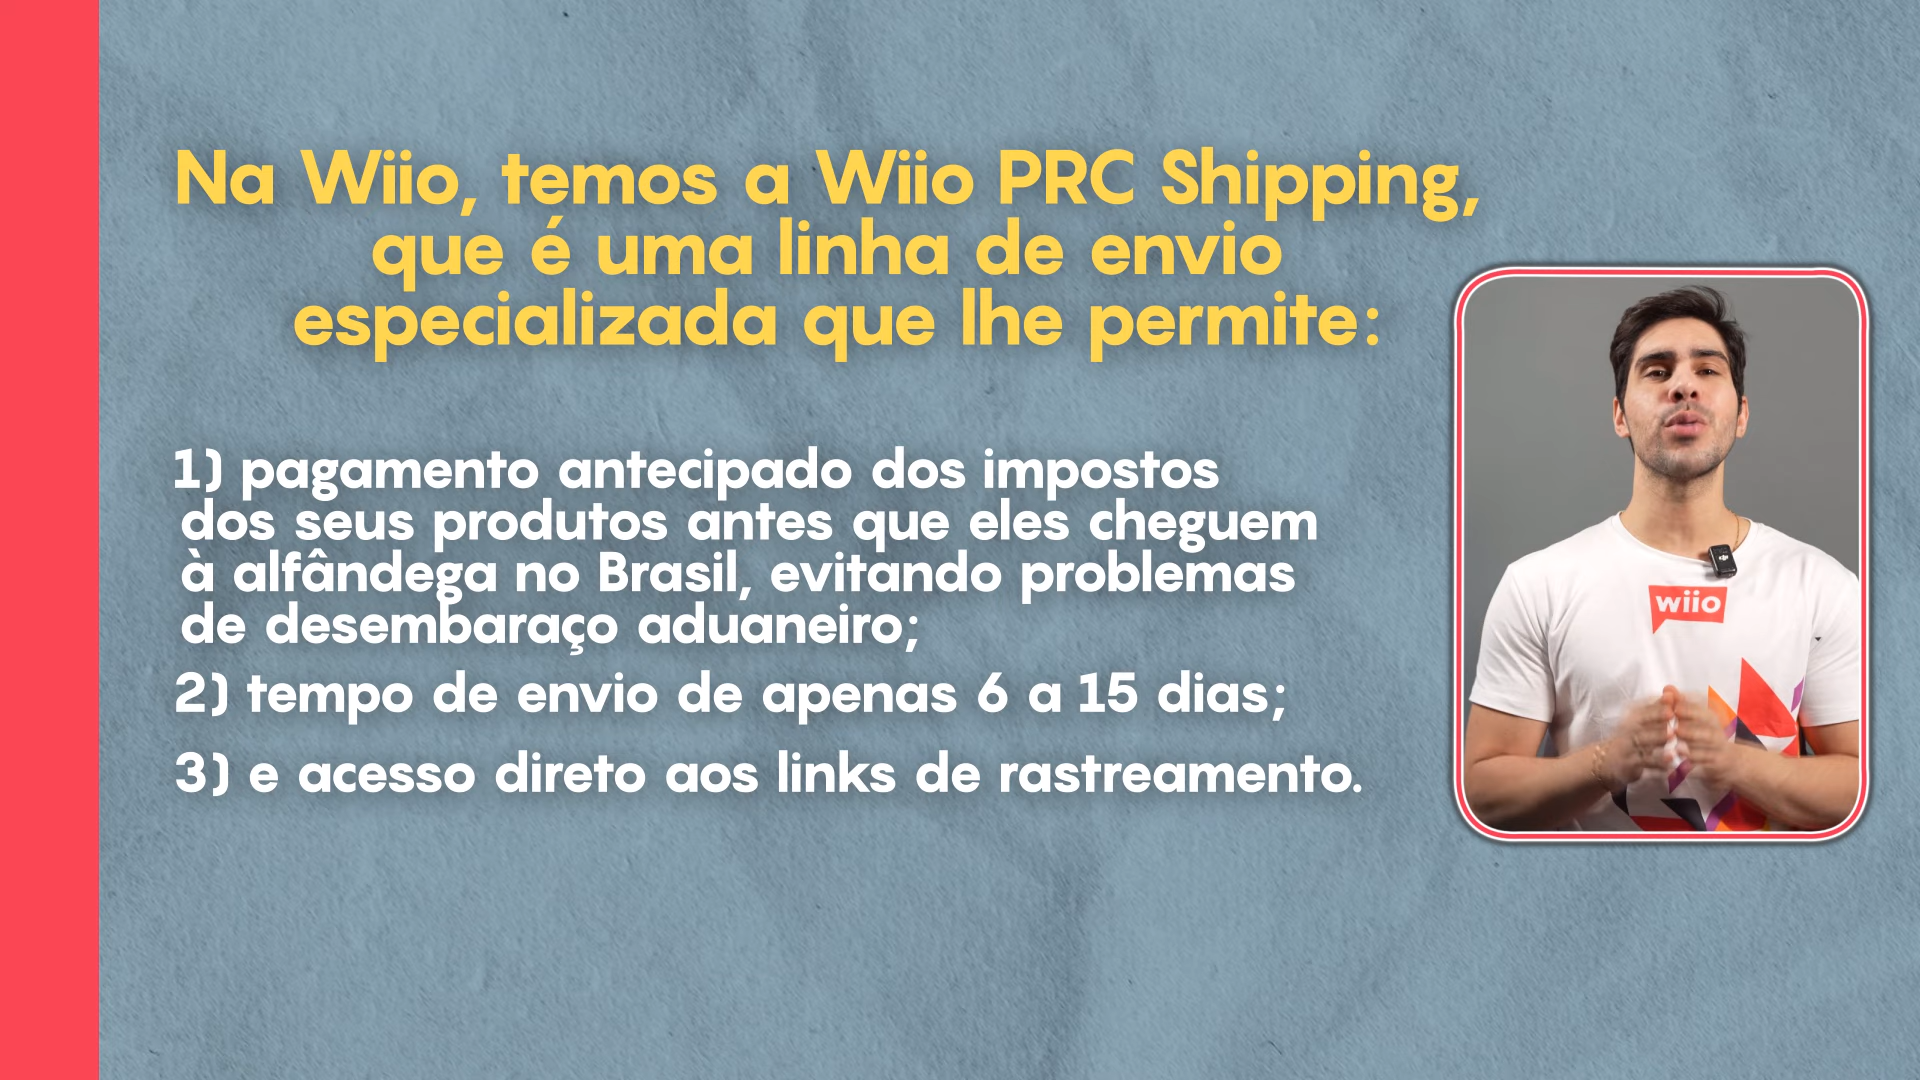 Na Wiio, temos a Wiio PRC Shipping,
que é uma linha de envio
especializada que lhe permite:
1) pagamento antecipado dos impostos
dos seus produtos antes que eles cheguem
à alfândega no Brasil, evitando problemas
de desembaraço aduaneiro;
2) tempo de envio de apenas 6 a 15 dias;
3) e acesso direto aos links de rastreamento.
dji
wiio